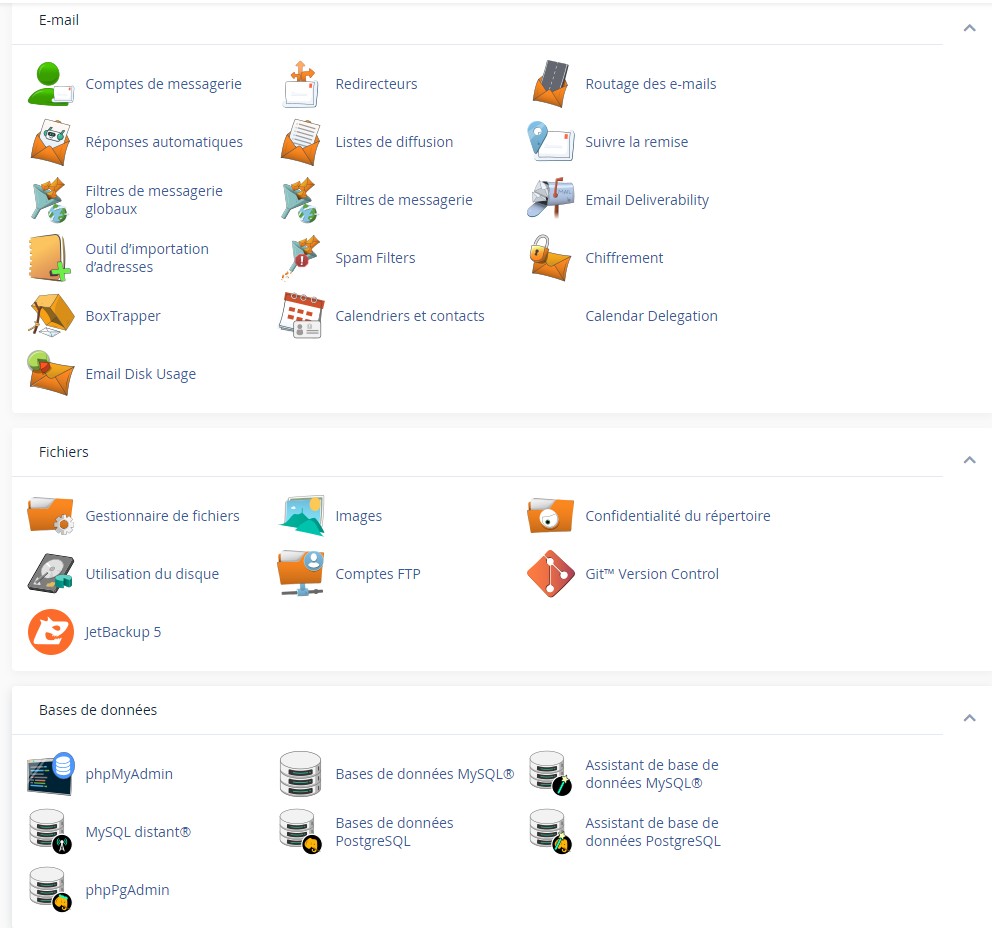 E-mail
Comptes de messagerie
Redirecteurs
Routage des e-mails
Réponses automatiques
Listes de diffusion
Suivre la remise
Filtres de messagerie
globaux
Filtres de messagerie
Email Deliverability
Outil d’importation
d’adresses
Spam Filters
Chiffrement
BoxTrapper
Calendriers et contacts
Calendar Delegation
Email Disk Usage
Fichiers
Gestionnaire de fichiers
Images
Confidentialité du répertoire
Utilisation du disque
Comptes FTP
Git™ Version Control
JetBackup 5
Bases de données
phpMyAdmin
Bases de données MySQL®
Assistant de base de
données MySQL®
MySQL distant®
Bases de données
PostgreSQL
Assistant de base de
données PostgreSQL
phpPgAdmin